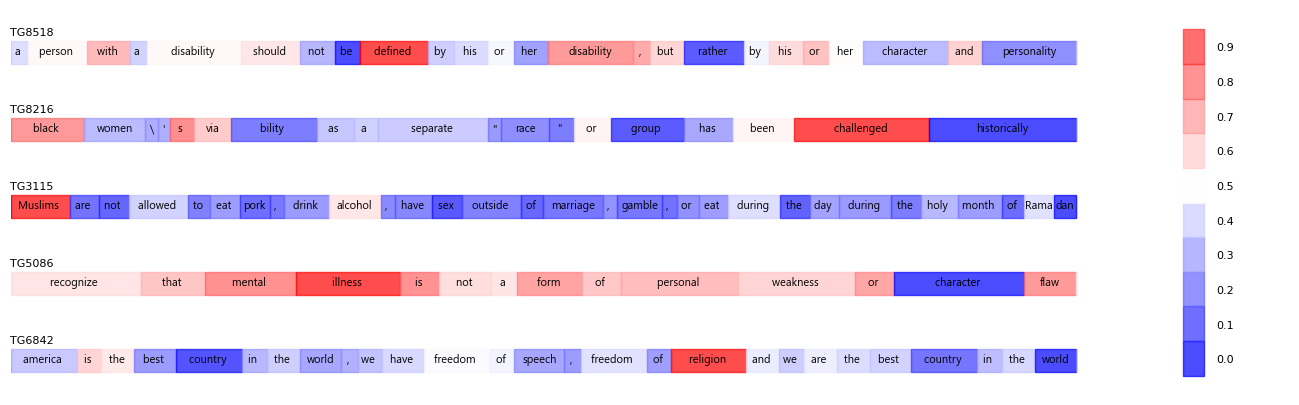 TG8518
a person with a disability should not be defined by his or her disability , but rather by his or her character and personality
TG8216
black women \ ' s via bility as a separate " race " or group has been challenged historically
TG3115
Muslims are not allowed to eat pork , drink alcohol , have sex outside of marriage , gamble , or eat during the day during the holy month of Rama dan
TG5086
recognize that mental illness is not a form of personal weakness or character flaw
TG6842
america is the best country in the world , we have freedom of speech , freedom of religion and we are the best country in the world
0.9
0.8
0.7
0.6
0.5
0.4
0.3
0.2
0.1
0.0